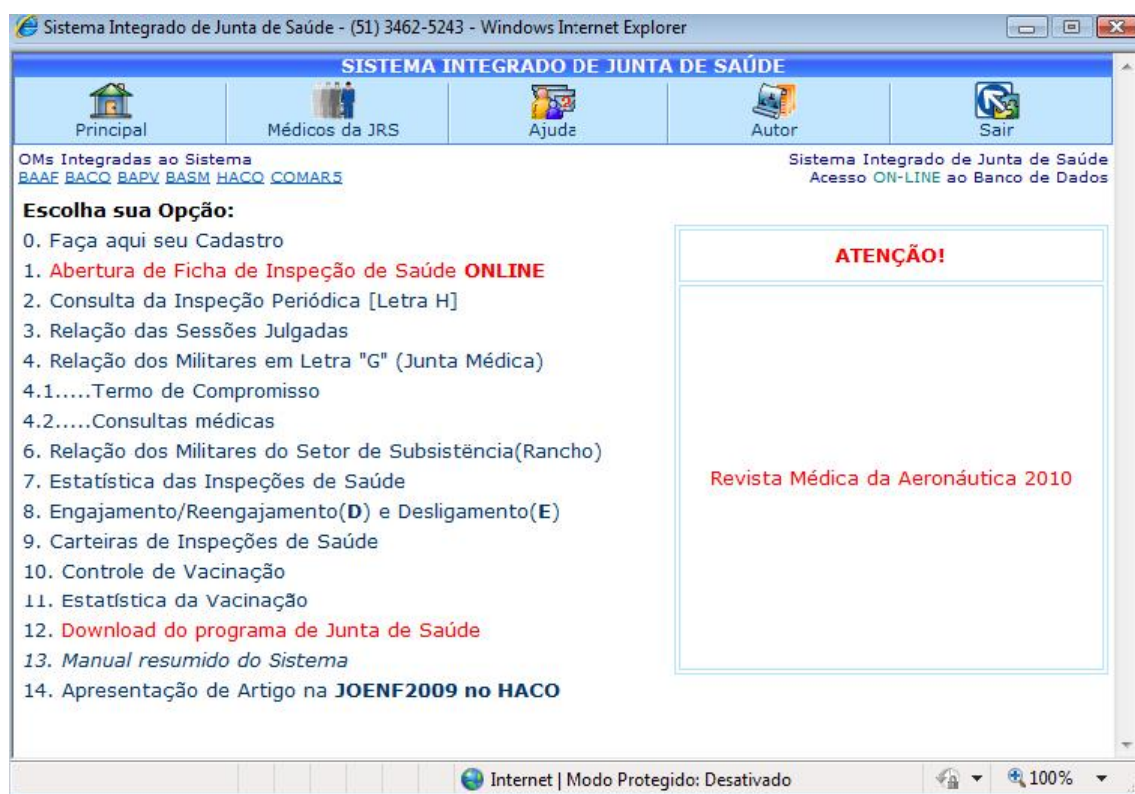 Sistema Integrado de Junta de Saúde - (51) 3462-5243 - Windows Internet Explorer
SISTEMA INTEGRADO DE JUNTA DE SAÚDE
Principal Médicos da JRS Ajuda Autor Sair
OMs Integradas ao Sistema
BAAF BACO BAPV BASM HACO COMAR5
Sistema Integrado de Junta de Saúde
Acesso ON-LINE ao Banco de Dados
Escolha sua Opção:
0. Faça aqui seu Cadastro
1. Abertura de Ficha de Inspeção de Saúde ONLINE
2. Consulta da Inspeção Periódica [Letra H]
3. Relação das Sessões Julgadas
4. Relação dos Militares em Letra "G" (Junta Médica)
4.1.....Termo de Compromisso
4.2.....Consultas médicas
6. Relação dos Militares do Setor de Subsistëncia(Rancho)
7. Estatística das Inspeções de Saúde
8. Engajamento/Reengajamento(D) e Desligamento(E)
9. Carteiras de Inspeções de Saúde
10. Controle de Vacinação
11. Estatística da Vacinação
12. Download do programa de Junta de Saúde
13. Manual resumido do Sistema
14. Apresentação de Artigo na JOENF2009 no HACO
ATENÇÃO!
Revista Médica da Aeronáutica 2010
Internet | Modo Protegido: Desativado 100%